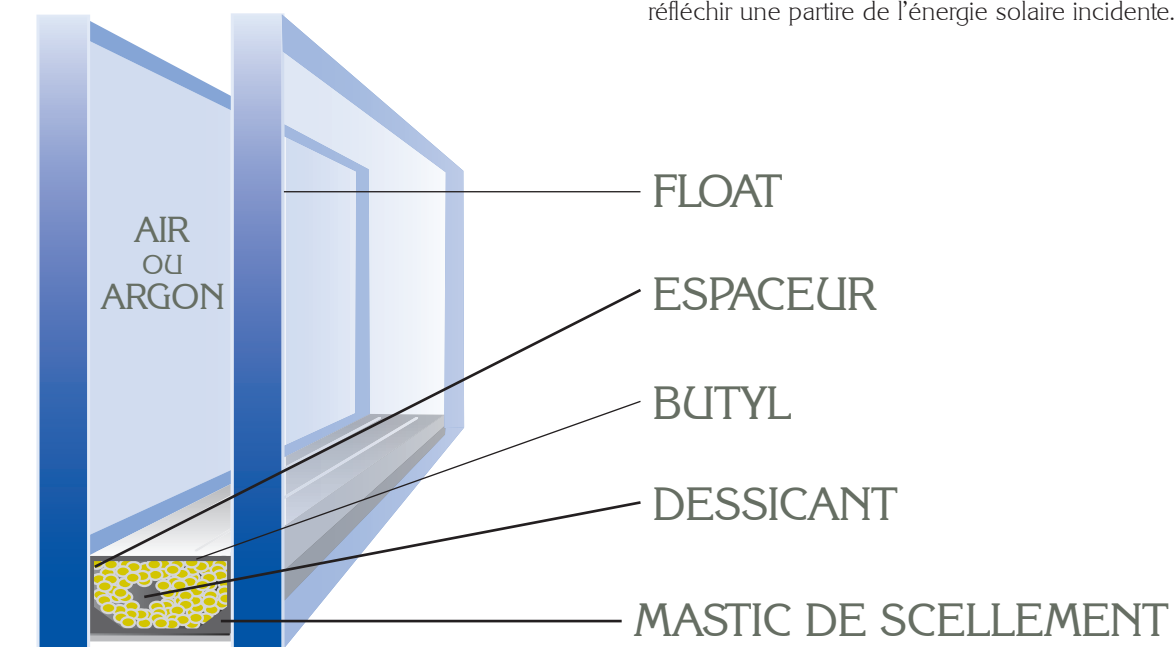 réfléchir une partire de l’énergie solaire incidente.
AIR
OU
ARGON
FLOAT
ESPACEUR
BUTYL
DESSICANT
MASTIC DE SCELLEMENT